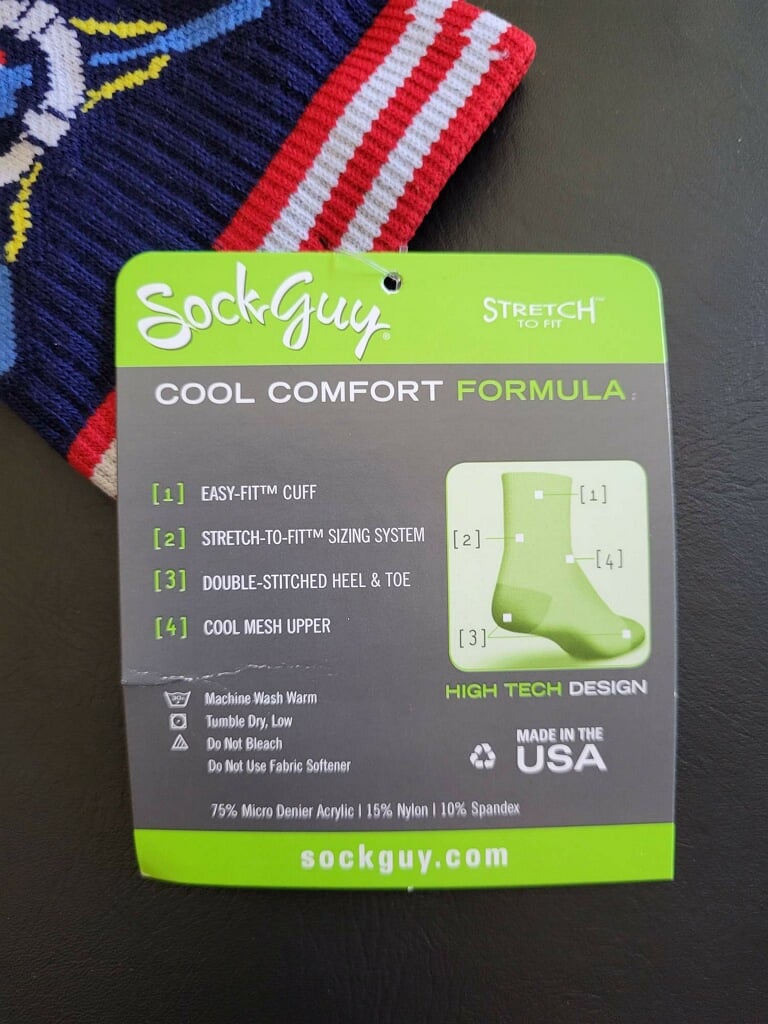 SockGuy®
STRETCH™
TO FIT
COOL COMFORT FORMULA
[1] EASY-FIT™ CUFF
[2] STRETCH-TO-FIT™ SIZING SYSTEM
[3] DOUBLE-STITCHED HEEL & TOE
[4] COOL MESH UPPER
[1]
[2]
[4]
[3]
HIGH TECH DESIGN
Machine Wash Warm
Tumble Dry, Low
Do Not Bleach
Do Not Use Fabric Softener
MADE IN THE
USA
75% Micro Denier Acrylic | 15% Nylon | 10% Spandex
sockguy.com